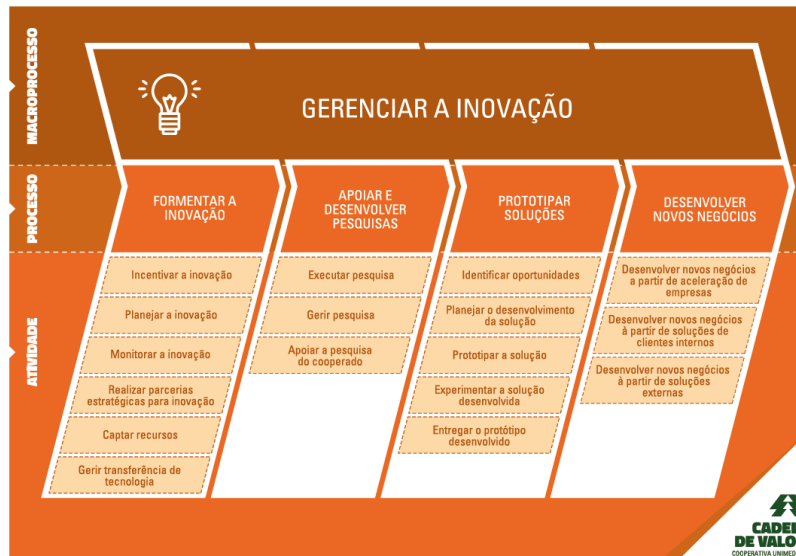 MACROPROCESSO
GERENCIAR A INOVAÇÃO
PROCESSO
FORMENTAR A
INOVAÇÃO
APOIAR E
DESENVOLVER
PESQUISAS
PROTOTIPAR
SOLUÇÕES
DESENVOLVER
NOVOS NEGÓCIOS
ATIVIDADE
Incentivar a inovação
Planejar a inovação
Monitorar a inovação
Realizar parcerias
estratégicas para inovação
Captar recursos
Gerir transferência de
tecnologia
Executar pesquisa
Gerir pesquisa
Apoiar a pesquisa
do cooperado
Identificar oportunidades
Planejar o desenvolvimento
da solução
Prototipar a solução
Experimentar a solução
desenvolvida
Entregar o protótipo
desenvolvido
Desenvolver novos negócios
a partir de aceleração de
empresas
Desenvolver novos negócios
à partir de soluções de
clientes internos
Desenvolver novos negócios
à partir de soluções
externas
DE
COOPERATIVA